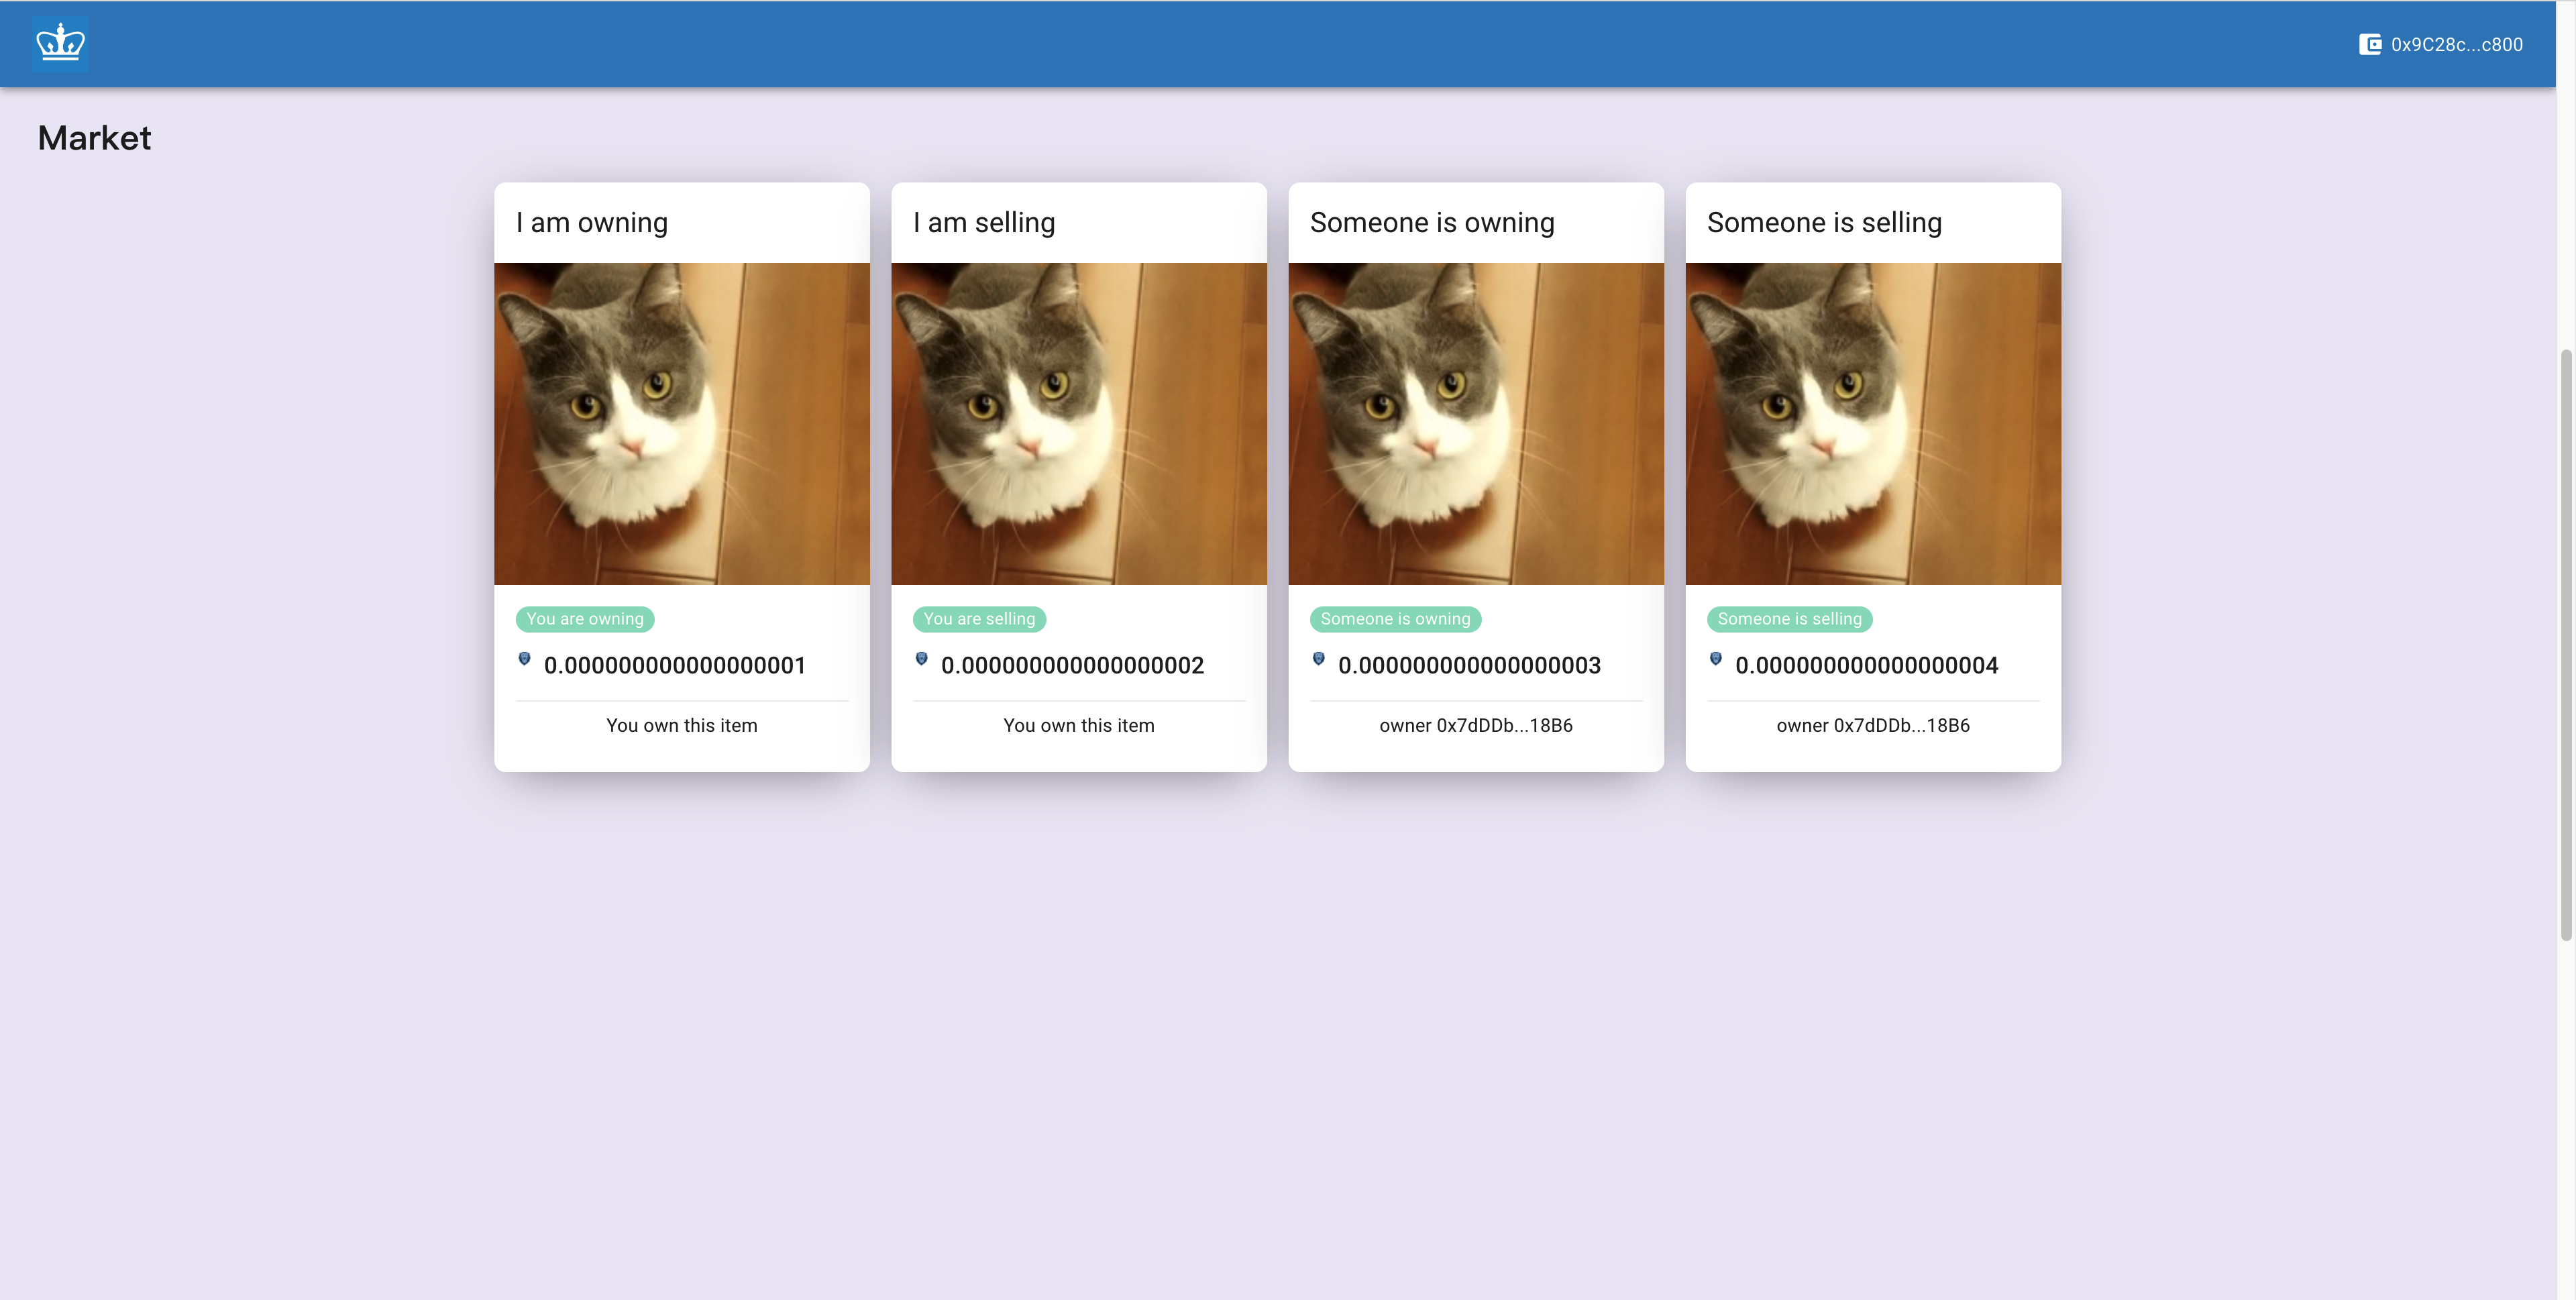 0x9C28c...c800
Market
I am owning
You are owning
0.000000000000000001
You own this item
I am selling
You are selling
0.000000000000000002
You own this item
Someone is owning
Someone is owning
0.000000000000000003
owner 0x7dDDb...18B6
Someone is selling
Someone is selling
0.000000000000000004
owner 0x7dDDb...18B6